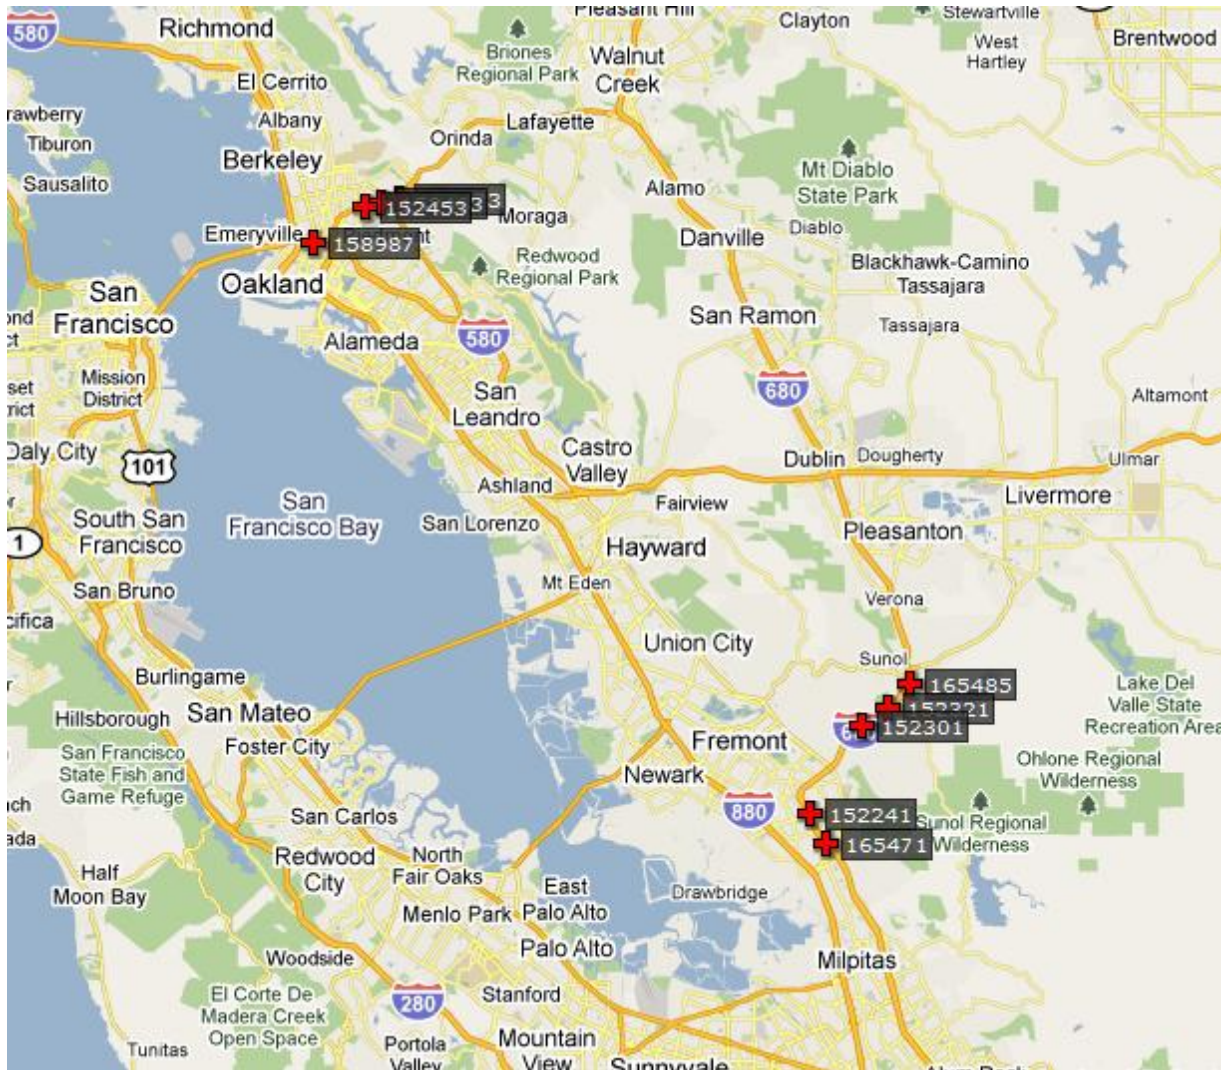 Pleasant Hill
Clayton
Stewartville
580
Richmond
Briones
Regional Park
Walnut
Creek
West
Hartley
Brentwood
El Cerrito
rawberry
Albany
Lafayette
Tiburon
Orinda
Berkeley
Mt Diablo
State Park
Sausalito
Alamo
3
3
152453
Moraga
Diablo
Emeryville
158987
Danville
Redwood
Regional Park
Blackhawk-Camino
Tassajara
Oakland
San
Francisco
San Ramon
Tassajara
580
Alameda
Mission
District
680
San
Leandro
Altamont
Daly City
101
Castro
Valley
Dublin
Dougherty
Ulmar
Ashland
San
Francisco Bay
Fairview
Livermore
South San
Francisco
San Lorenzo
Pleasanton
1
Hayward
San Bruno
Mt Eden
Verona
cifica
Union City
Sunol
Burlingame
165485
Lake Del
Valle State
Recreation Area
152321
Hillsborough
San Mateo
152301
Foster City
Fremont
San Francisco
State Fish and
Game Refuge
Newark
Ohlone Regional
Wilderness
880
San Carlos
152241
Sunol Regional
Wilderness
165471
Half
Moon Bay
Redwood
City
North
Fair Oaks
Menlo Park
East
Palo Alto
Drawbridge
Palo Alto
Woodside
Milpitas
El Corte De
Madera Creek
Open Space
280
Stanford
Tunitas
Portola
Valley
Mountain
View
Sunnyvale